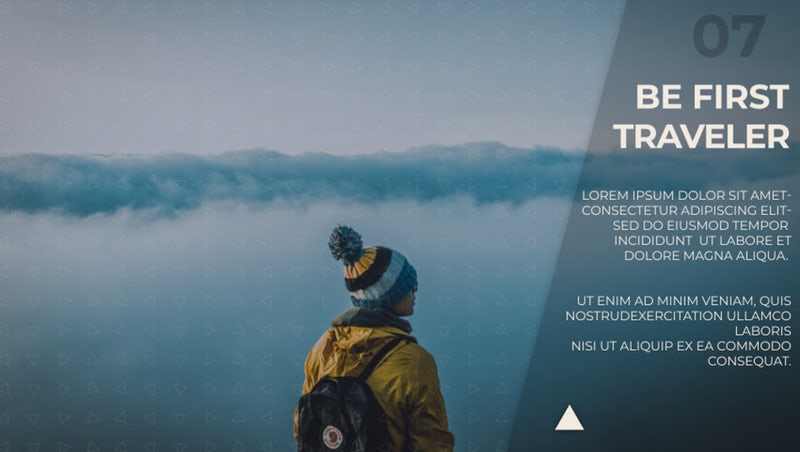 07
BE FIRST
TRAVELER
LOREM IPSUM DOLOR SIT AMET-
CONSECTETUR ADIPISCING ELIT-
SED DO EIUSMOD TEMPOR
INCIDIDUNT  UT LABORE ET
DOLORE MAGNA ALIQUA.
UT ENIM AD MINIM VENIAM, QUIS
NOSTRUDEXERCITATION ULLAMCO
LABORIS
NISI UT ALIQUIP EX EA COMMODO
CONSEQUAT.